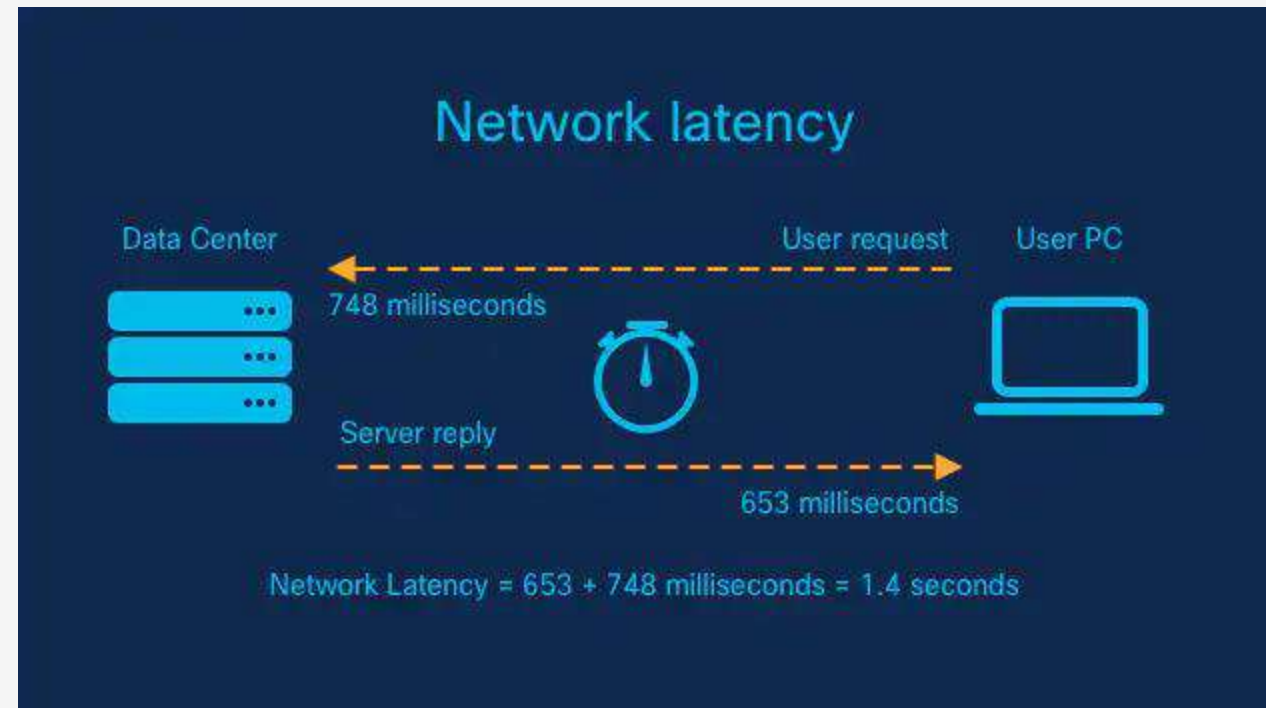 Network latency
Data Center
User request
User PC
748 milliseconds
Server reply
653 milliseconds
Network Latency = 653 + 748 milliseconds = 1.4 seconds